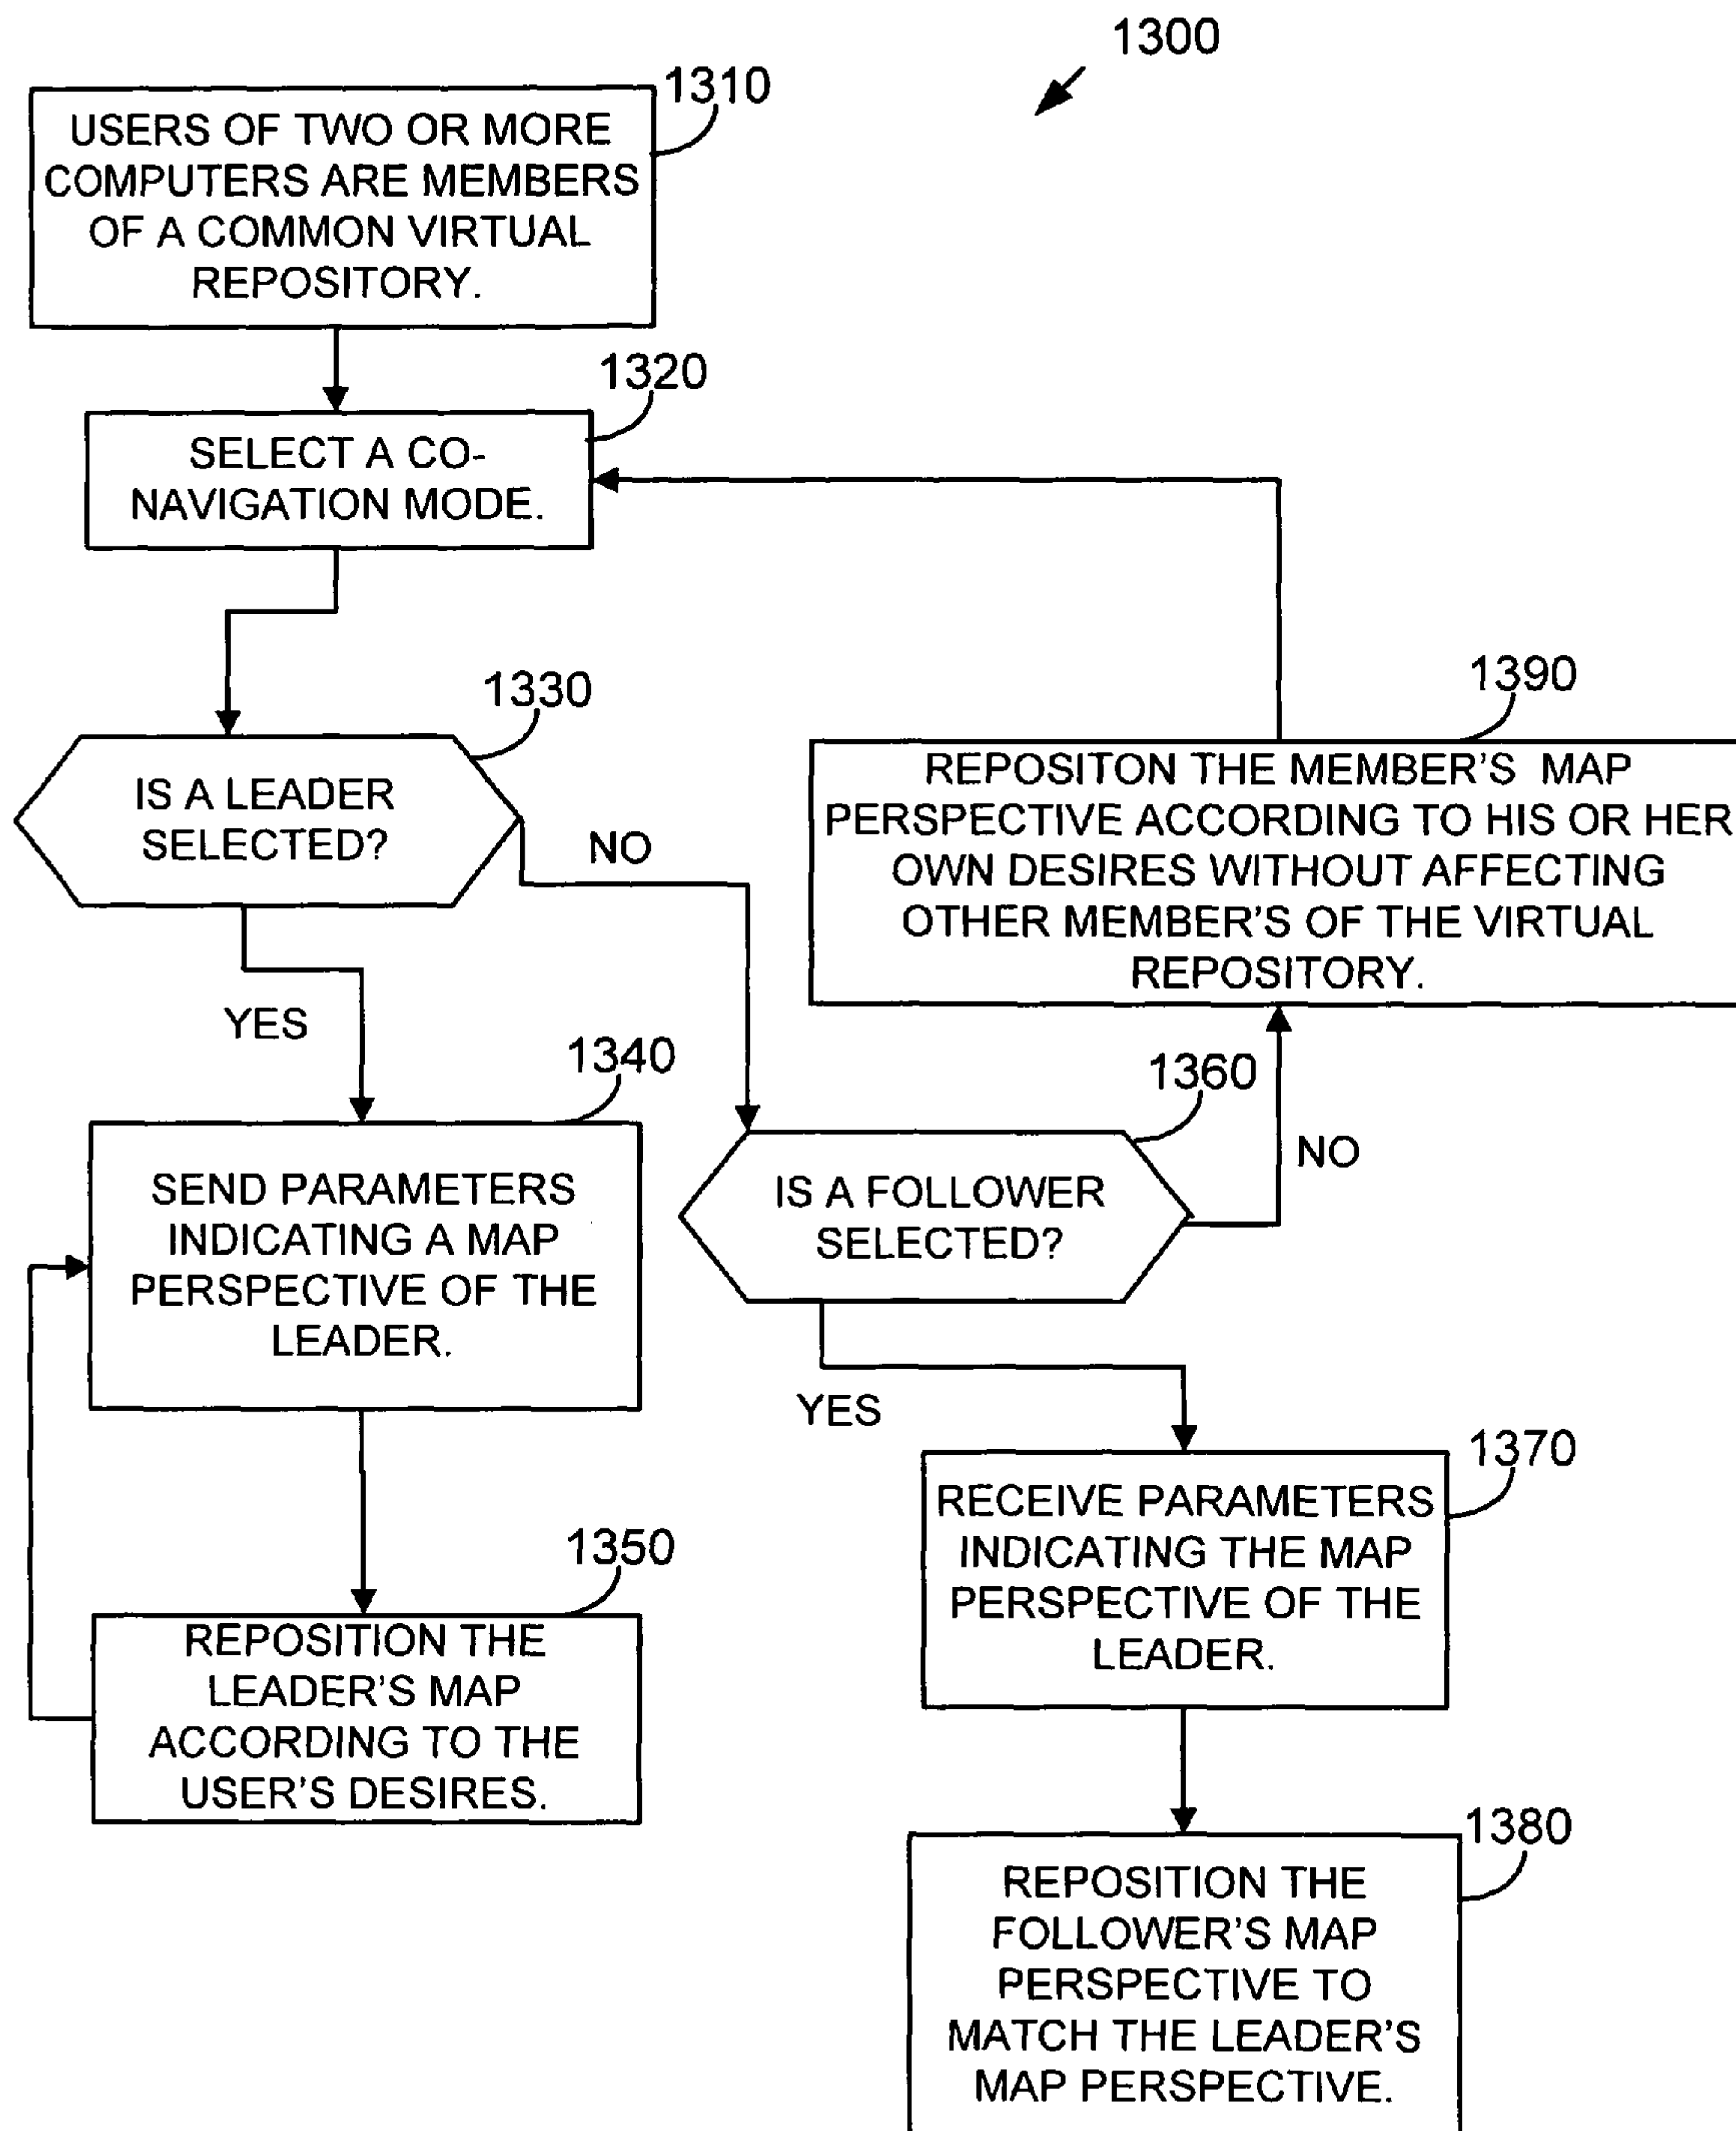 1300
1310
USERS OF TWO OR MORE
COMPUTERS ARE MEMBERS
OF A COMMON VIRTUAL
REPOSITORY.
1320
SELECT A CO-
NAVIGATION MODE.
1330
IS A LEADER
SELECTED?
NO
YES
1390
REPOSITON THE MEMBER'S MAP
PERSPECTIVE ACCORDING TO HIS OR HER
OWN DESIRES WITHOUT AFFECTING
OTHER MEMBER'S OF THE VIRTUAL
REPOSITORY.
1340
SEND PARAMETERS
INDICATING A MAP
PERSPECTIVE OF THE
LEADER.
1360
IS A FOLLOWER
SELECTED?
NO
YES
1350
REPOSITION THE
LEADER'S MAP
ACCORDING TO THE
USER'S DESIRES.
1370
RECEIVE PARAMETERS
INDICATING THE MAP
PERSPECTIVE OF THE
LEADER.
1380
REPOSITION THE
FOLLOWER'S MAP
PERSPECTIVE TO
MATCH THE LEADER'S
MAP PERSPECTIVE.